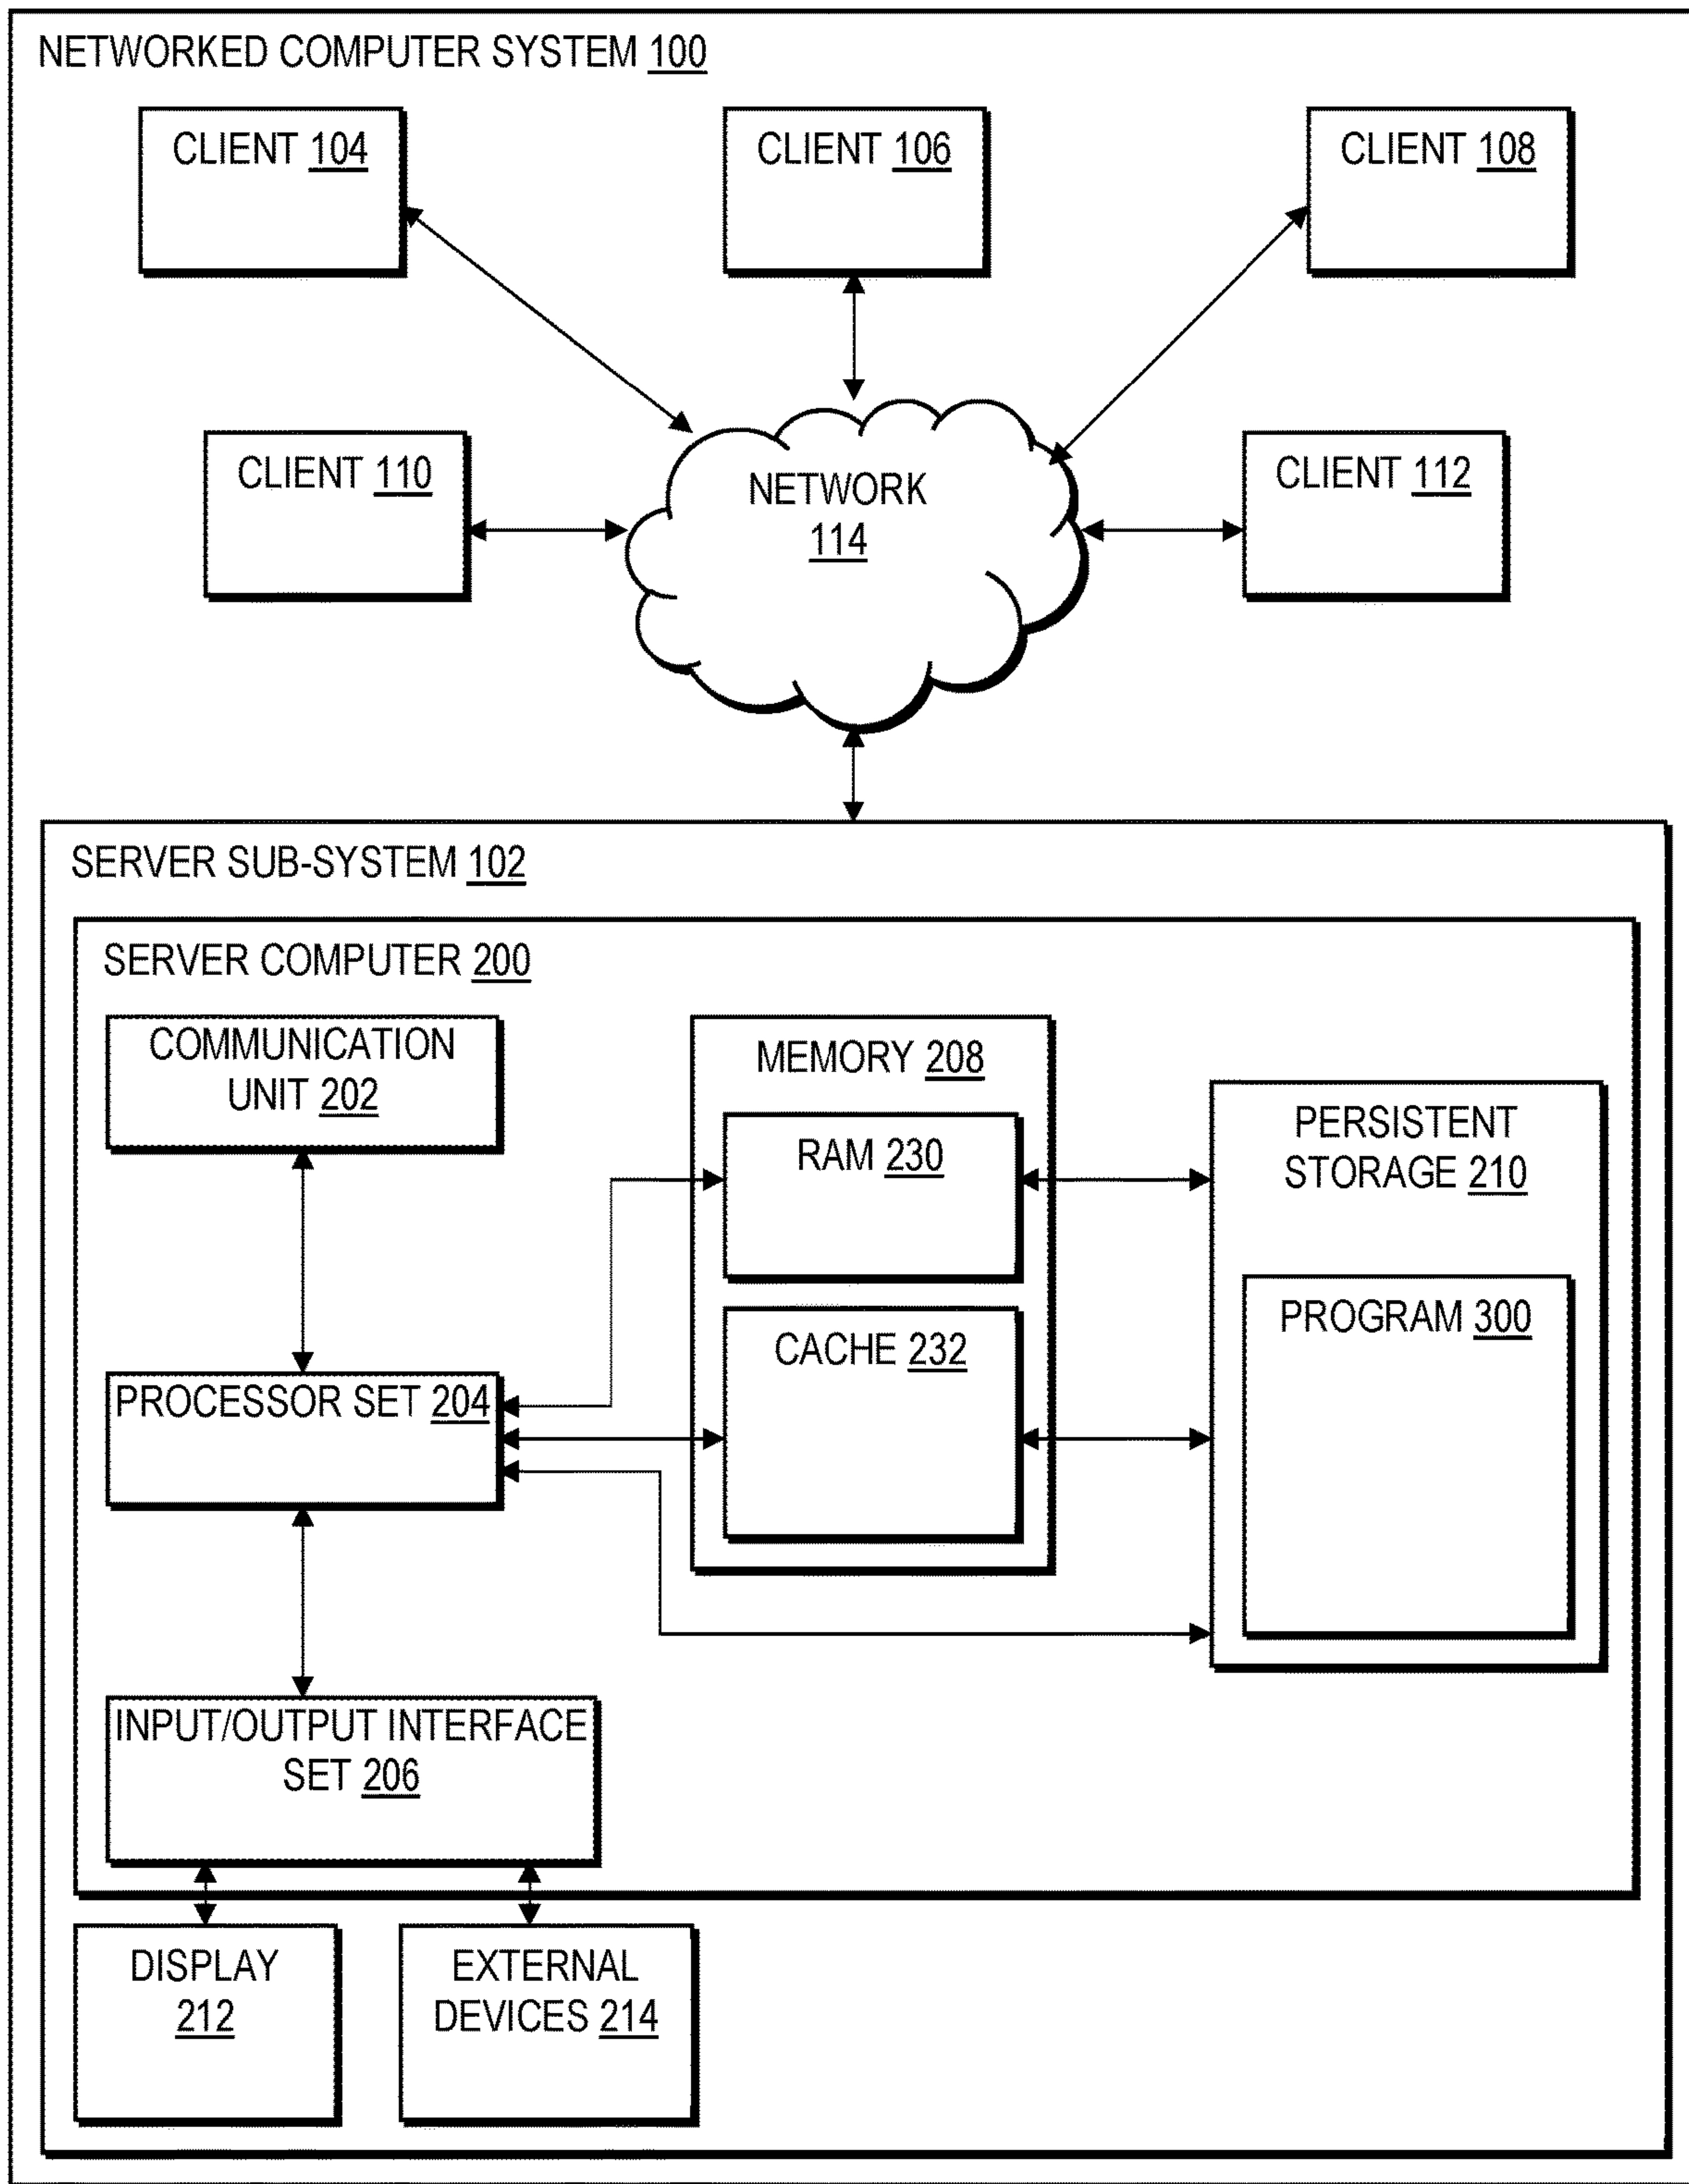 NETWORKED COMPUTER SYSTEM 100
CLIENT 104
CLIENT 106
CLIENT 108
CLIENT 110
NETWORK
114
CLIENT 112
SERVER SUB-SYSTEM 102
SERVER COMPUTER 200
COMMUNICATION
UNIT 202
MEMORY 208
RAM 230
PERSISTENT
STORAGE 210
CACHE 232
PROGRAM 300
PROCESSOR SET 204
INPUT/OUTPUT INTERFACE
SET 206
DISPLAY
212
EXTERNAL
DEVICES 214